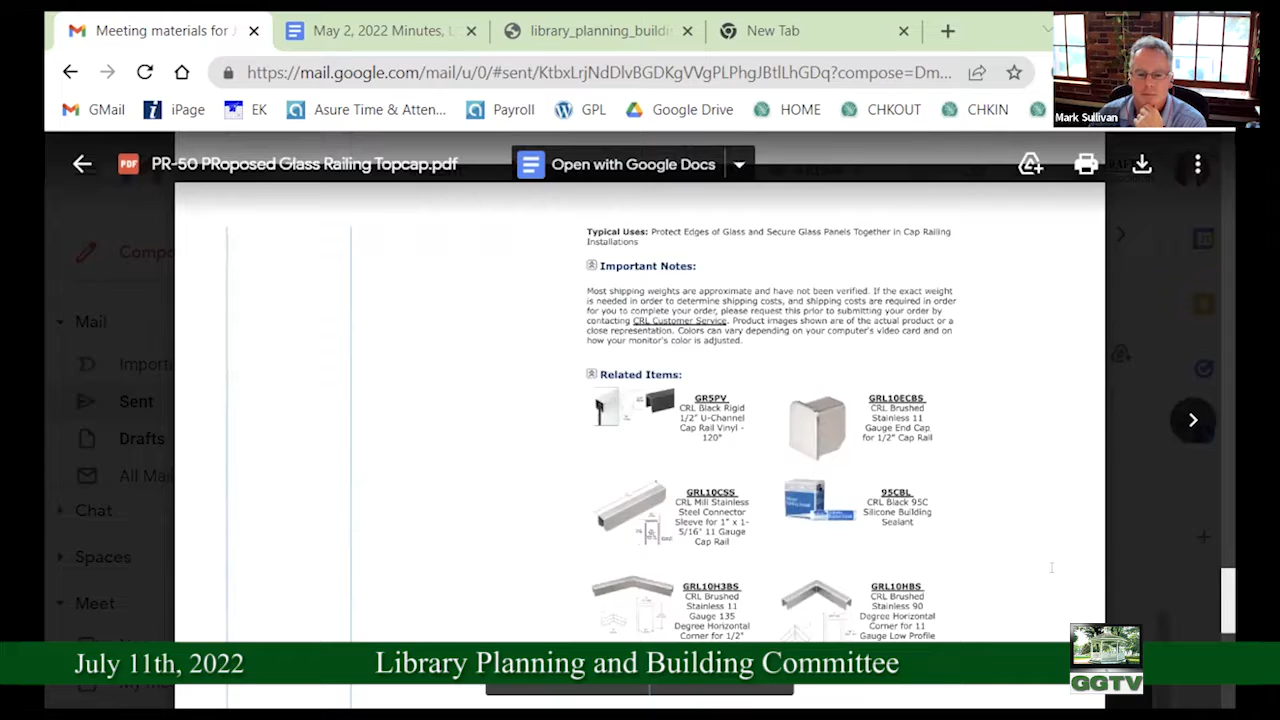 Meeting materials for J
May 2, 2022 Minutes, L
library_planning_buildi
New Tab
https://mail.google.com/mail/u/0/#sent/KtbxLrjNdDlvBGDKgVVgPLPhgJBtlLhGDq?compose=Dm...
GMail
iPage
EK
Asure Time & Atten...
Payroll
GPL
Google Drive
HOME
CHKOUT
CHKIN
Mark Sullivan
PDF
PR-50 PRoposed Glass Railing Topcap.pdf
Open with Google Docs
Compo
Mail
Importa
Sent
Drafts
All Mai
Chat
Spaces
Meet
Typical Uses: Protect Edges of Glass and Secure Glass Panels Together in Cap Railing
Installations
Important Notes:
Most shipping weights are approximate and have not been verified. If the exact weight
is needed in order to determine shipping costs, and shipping costs are required in order
for you to complete your order, please request this prior to submitting your order by
contacting CRL Customer Service. Product images shown are of the actual product or a
close representation. Colors can vary depending on your computer's video card and on
how your monitor's color is adjusted.
Related Items:
GR5PV
CRL Black Rigid
1/2" U-Channel
Cap Rail Vinyl -
120"
GRL10ECBS
CRL Brushed
Stainless 11
Gauge End Cap
for 1/2" Cap Rail
GRL10CSS
CRL Mill Stainless
Steel Connector
Sleeve for 1" x 1-
5/16" 11 Gauge
Cap Rail
95CBL
CRL Black 95C
Silicone Building
Sealant
GRL10H3BS
CRL Brushed
Stainless 11
Gauge 135
Degree Horizontal
Corner for 1/2"
GRL10HBS
CRL Brushed
Stainless 90
Degree Horizontal
Corner for 11
Gauge Low Profile
July 11th, 2022
Library Planning and Building Committee
GGTV